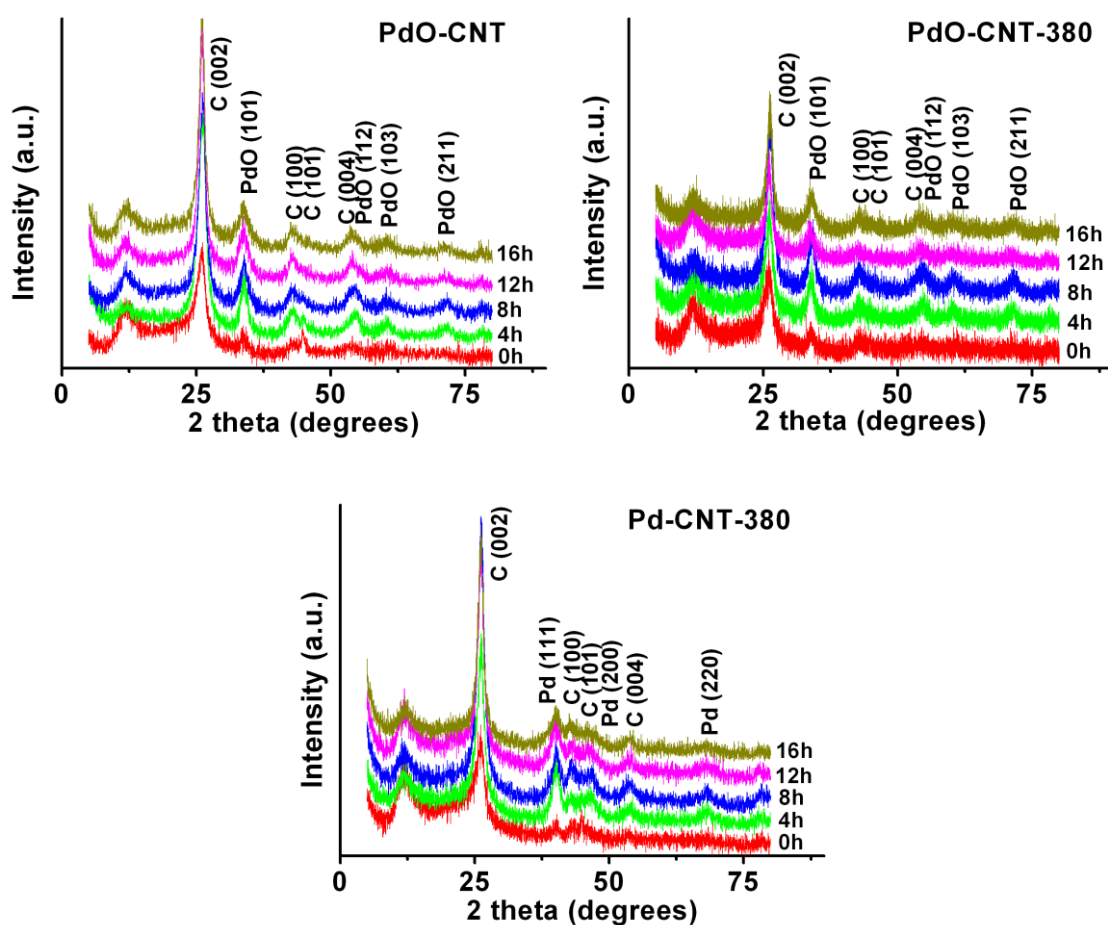 PdO-CNT
Intensity (a.u.)
C (002)
PdO (101)
C (100)
C (101)
C (004)
PdO (112)
PdO (103)
PdO (211)
16h
12h
8h
4h
0h
0 25 50 75
2 theta (degrees)
PdO-CNT-380
Intensity (a.u.)
C (002)
PdO (101)
C (100)
C (101)
C (004)
PdO (112)
PdO (103)
PdO (211)
16h
12h
8h
4h
0h
0 25 50 75
2 theta (degrees)
Pd-CNT-380
Intensity (a.u.)
C (002)
Pd (111)
C (100)
C (101)
Pd (200)
C (004)
Pd (220)
16h
12h
8h
4h
0h
0 25 50 75
2 theta (degrees)